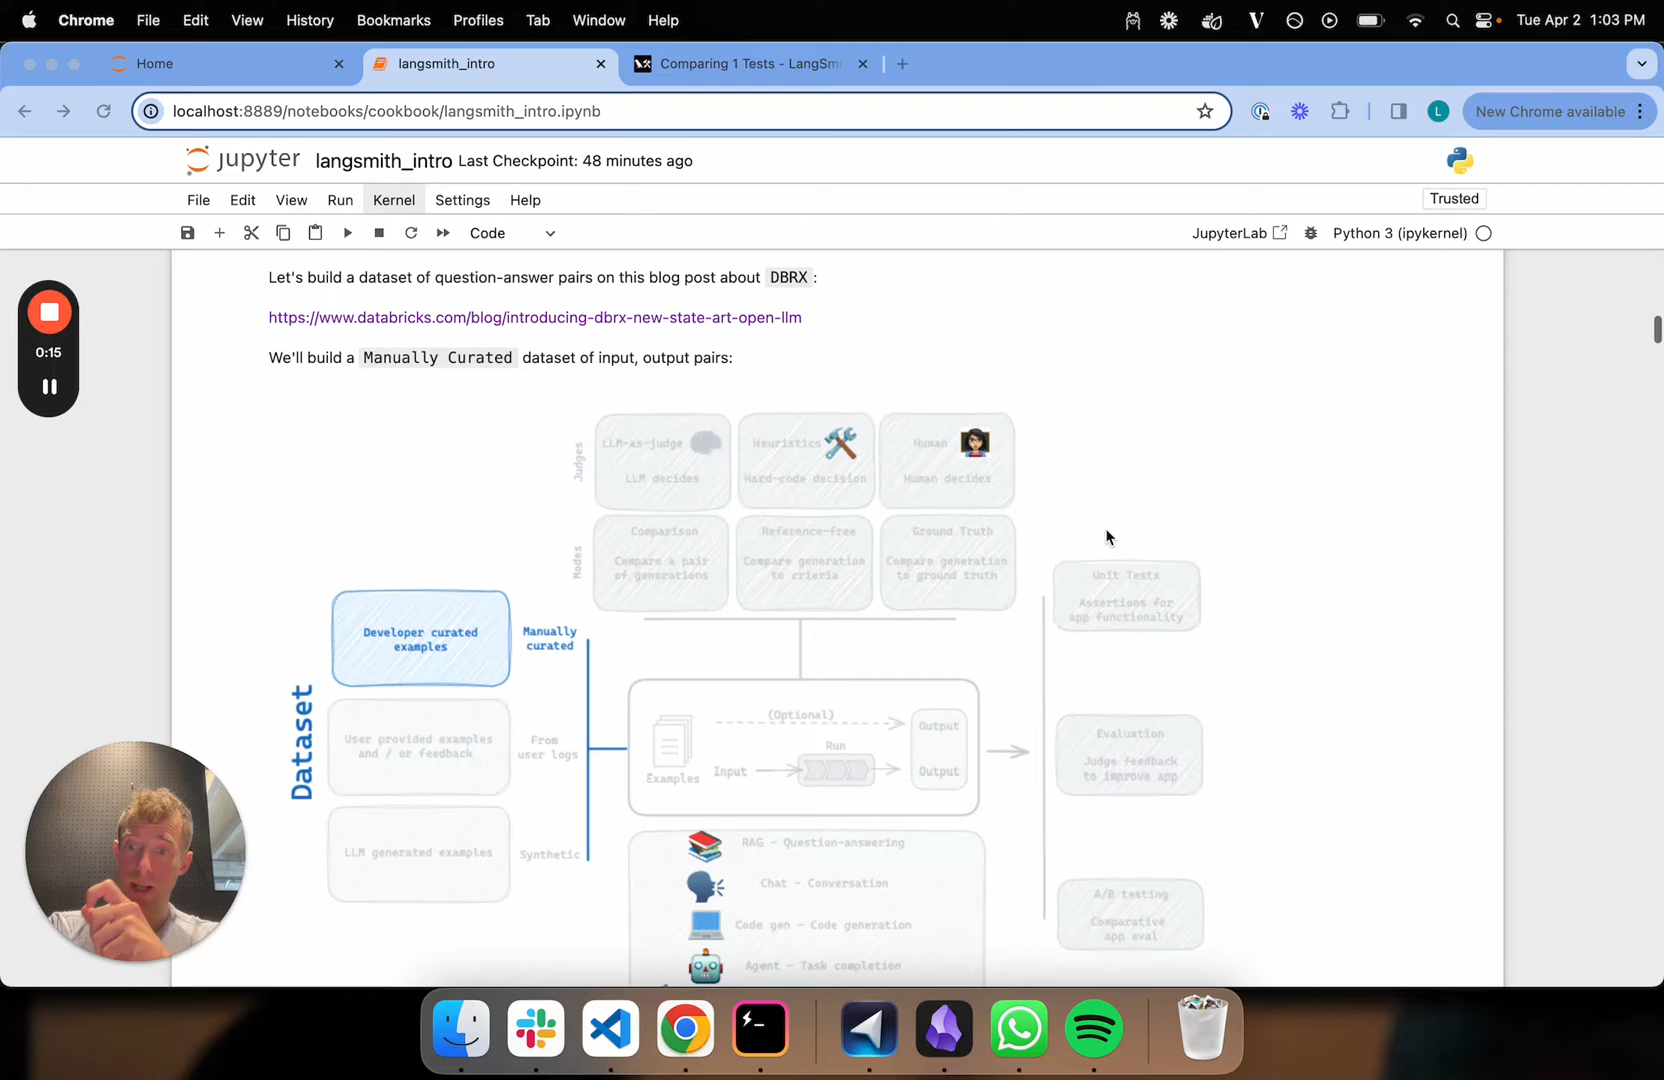 Chrome File Edit View History Bookmarks Profiles Tab Window Help Tue Apr 2 1:03 PM
Home langsmith_intro Comparing 1 Tests - LangSmi
localhost:8889/notebooks/cookbook/langsmith_intro.ipynb L New Chrome available
jupyter langsmith_intro Last Checkpoint: 48 minutes ago
File Edit View Run Kernel Settings Help Trusted
Code JupyterLab Python 3 (ipykernel)
Let's build a dataset of question-answer pairs on this blog post about DBRX :
https://www.databricks.com/blog/introducing-dbrx-new-state-art-open-llm
We'll build a Manually Curated dataset of input, output pairs:
0:15
Judges
LLM-as-judge
LLM decides
Heuristics
Hard-code decision
Human
Human decides
Modes
Comparison
Compare a pair
of generations
Reference-free
Compare generation
to crieria
Ground Truth
Compare generation
to ground truth
Dataset
Developer curated
examples
Manually
curated
User provided examples
and / or feedback
From
user logs
LLM generated examples
Synthetic
(Optional)
Examples
Input
Run
Output
Output
Unit Tests
Assertions for
app functionality
Evaluation
Judge feedback
to improve app
A/B testing
Comparative
app eval
RAG - Question-answering
Chat - Conversation
Code gen - Code generation
Agent - Task completion